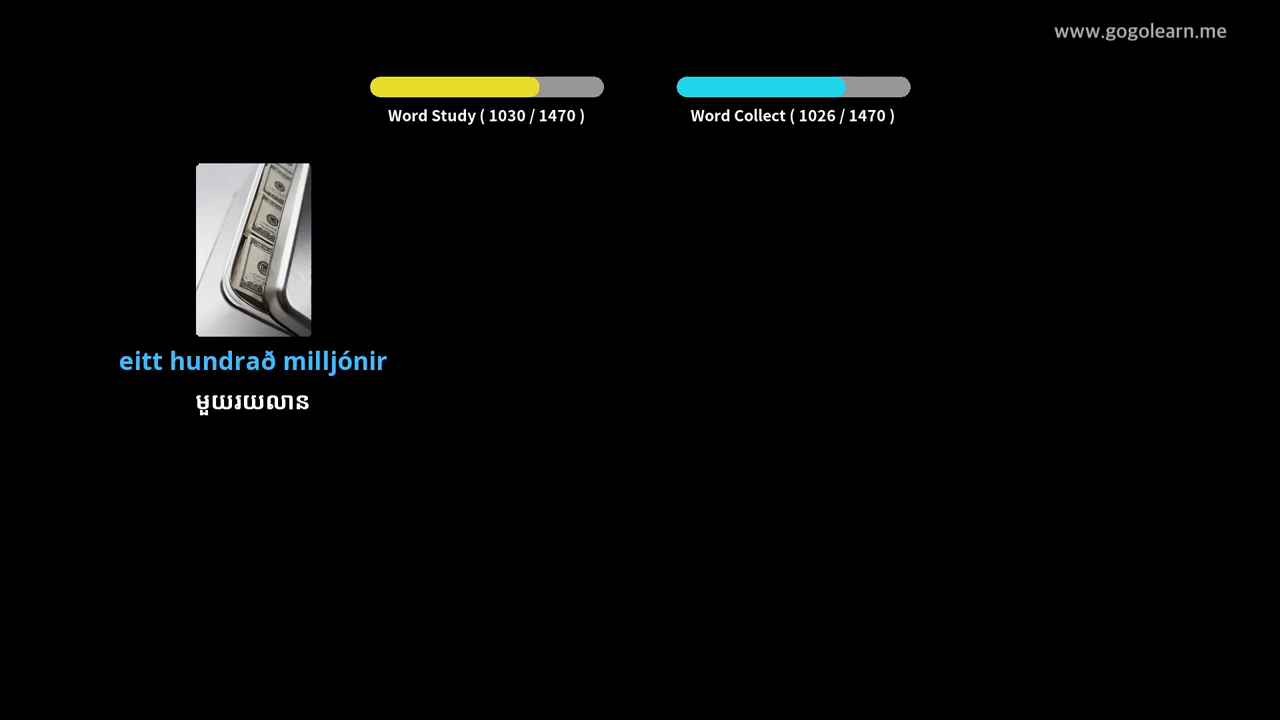 www.gogolearn.me
Word Study ( 1030 / 1470 )
Word Collect ( 1026 / 1470 )
eitt hundrað milljónir
មួយរយលាន